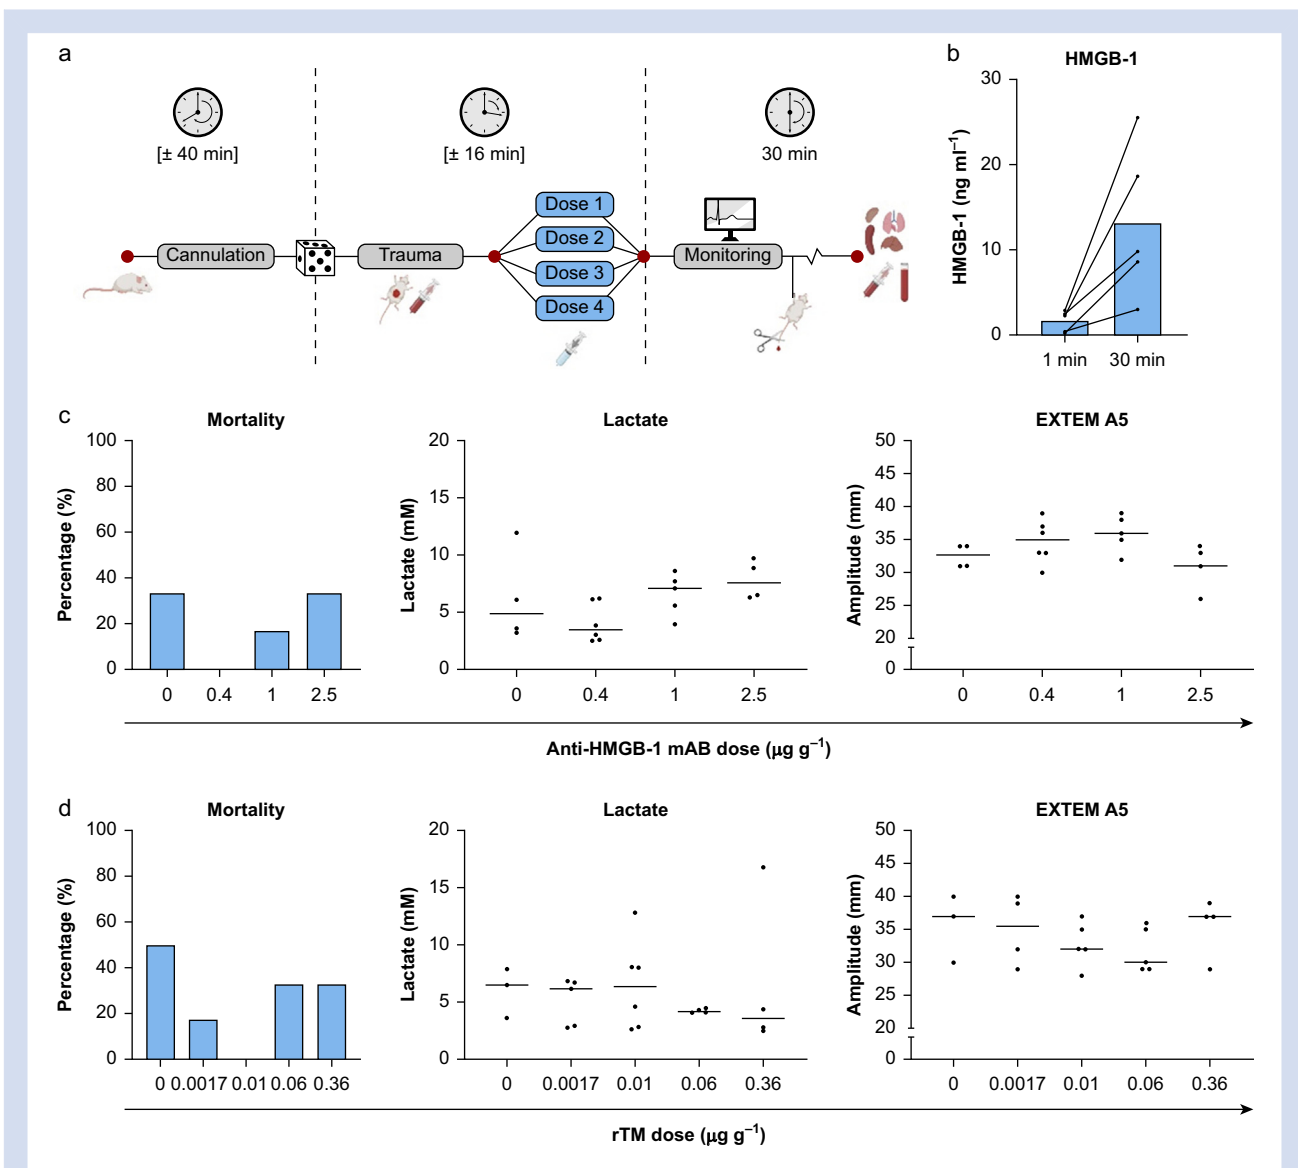 a
[± 40 min]
[± 16 min]
30 min
Cannulation
Trauma
Dose 1
Dose 2
Dose 3
Dose 4
Monitoring
b
HMGB-1
HMGB-1 (ng ml⁻¹)
30
20
10
0
1 min 30 min
c
Mortality
Percentage (%)
100
80
60
40
20
0
0 0.4 1 2.5
Lactate
Lactate (mM)
20
15
10
5
0
0 0.4 1 2.5
EXTEM A5
Amplitude (mm)
50
45
40
35
30
25
20
0
0 0.4 1 2.5
Anti-HMGB-1 mAB dose (µg g⁻¹)
d
Mortality
Percentage (%)
100
80
60
40
20
0
0 0.0017 0.01 0.06 0.36
Lactate
Lactate (mM)
20
15
10
5
0
0 0.0017 0.01 0.06 0.36
EXTEM A5
Amplitude (mm)
50
45
40
35
30
25
20
0
0 0.0017 0.01 0.06 0.36
rTM dose (µg g⁻¹)